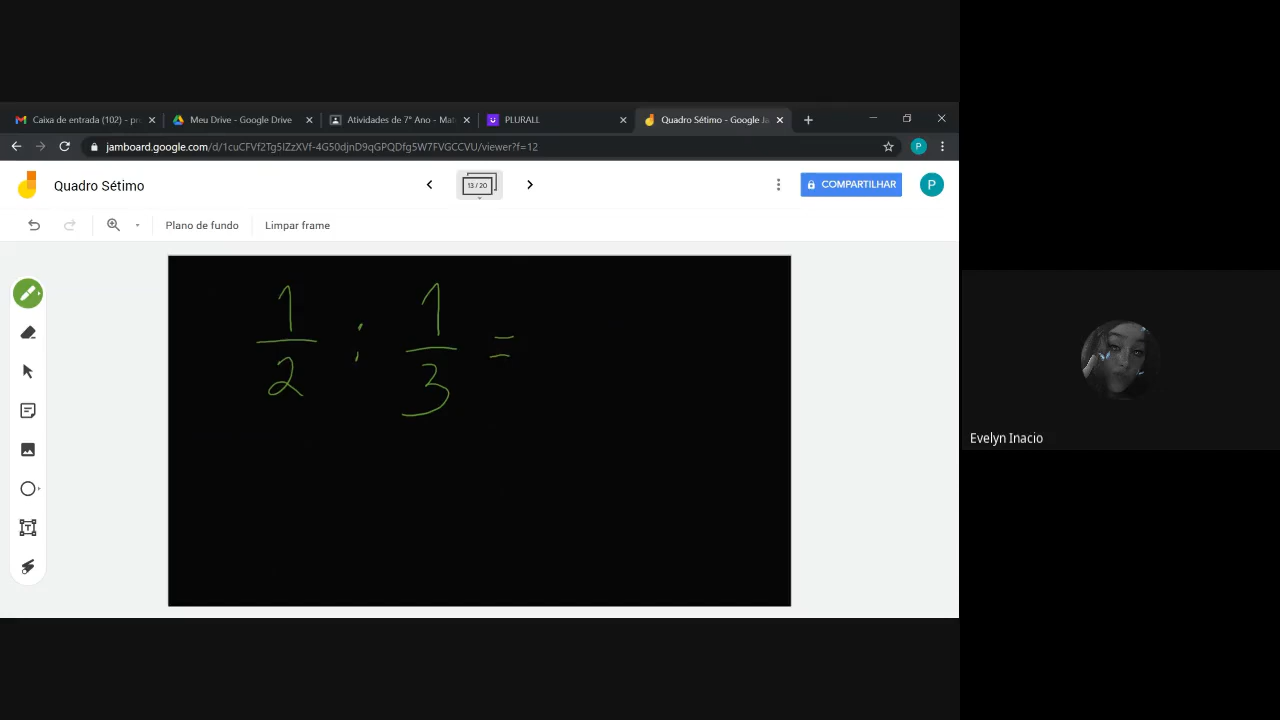 Caixa de entrada (102) - pr
Meu Drive - Google Drive
Atividades de 7° Ano - Mat
PLURALL
Quadro Sétimo - Google Ja
jamboard.google.com/d/1cuCFVf2Tg5IZzXVf-4G50djnD9qGPQDfg5W7FVGCCVU/viewer?f=12
P
Quadro Sétimo
13 / 20
COMPARTILHAR
P
Plano de fundo
Limpar frame
1/2 : 1/3 =
Evelyn Inacio